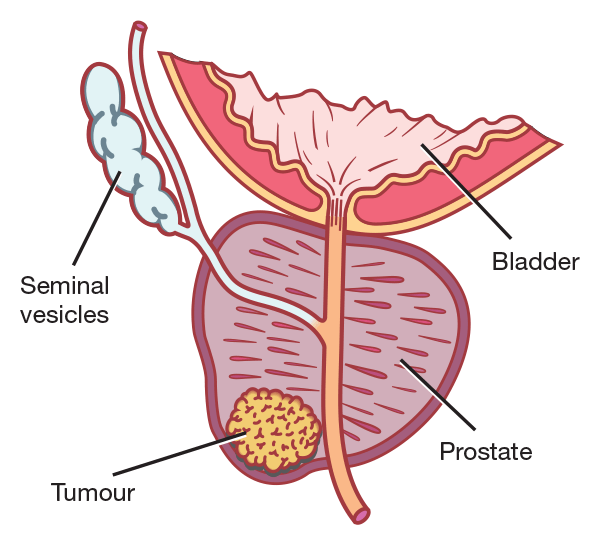 Bladder
Seminal
vesicles
Prostate
Tumour